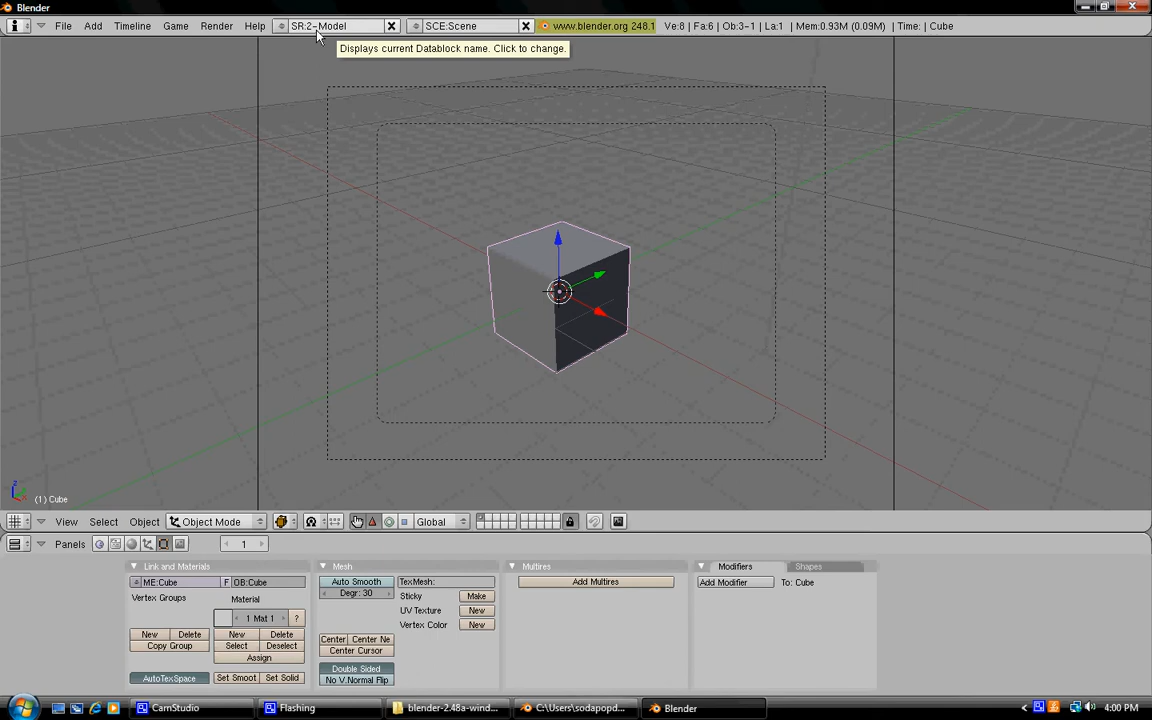 Blender
File Add Timeline Game Render Help SR:2-Model SCE:Scene www.blender.org 248.1 Ve:8 | Fa:6 | Ob:3-1 | La:1 | Mem:0.93M (0.09M) | Time: | Cube
Displays current Datablock name. Click to change.
z
(1) Cube
View Select Object Object Mode Global
Panels 1
Link and Materials Mesh Multires Modifiers Shapes
ME:Cube F OB:Cube Auto Smooth TexMesh: Add Multires Add Modifier To: Cube
Degr: 30 Sticky Make
Vertex Groups Material
UV Texture New
1 Mat 1 ? Vertex Color New
New Delete New Delete Center Center Ne
Copy Group Select Deselect Center Cursor
Assign
Double Sided
AutoTexSpace Set Smoot Set Solid No V.Normal Flip
CamStudio Flashing blender-2.48a-wind... C:\Users\sodapopd... Blender 4:00 PM